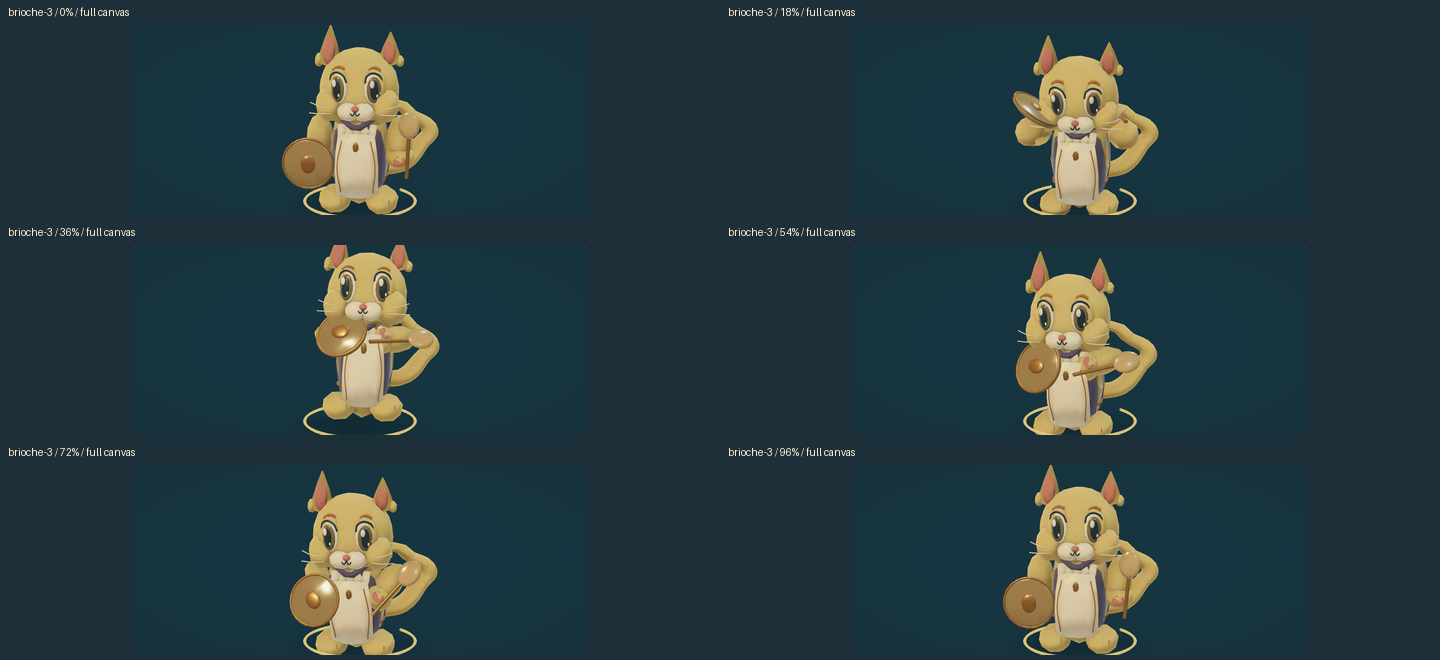 brioche-3 / 0% / full canvas
brioche-3 / 18% / full canvas
brioche-3 / 36% / full canvas
brioche-3 / 54% / full canvas
brioche-3 / 72% / full canvas
brioche-3 / 96% / full canvas